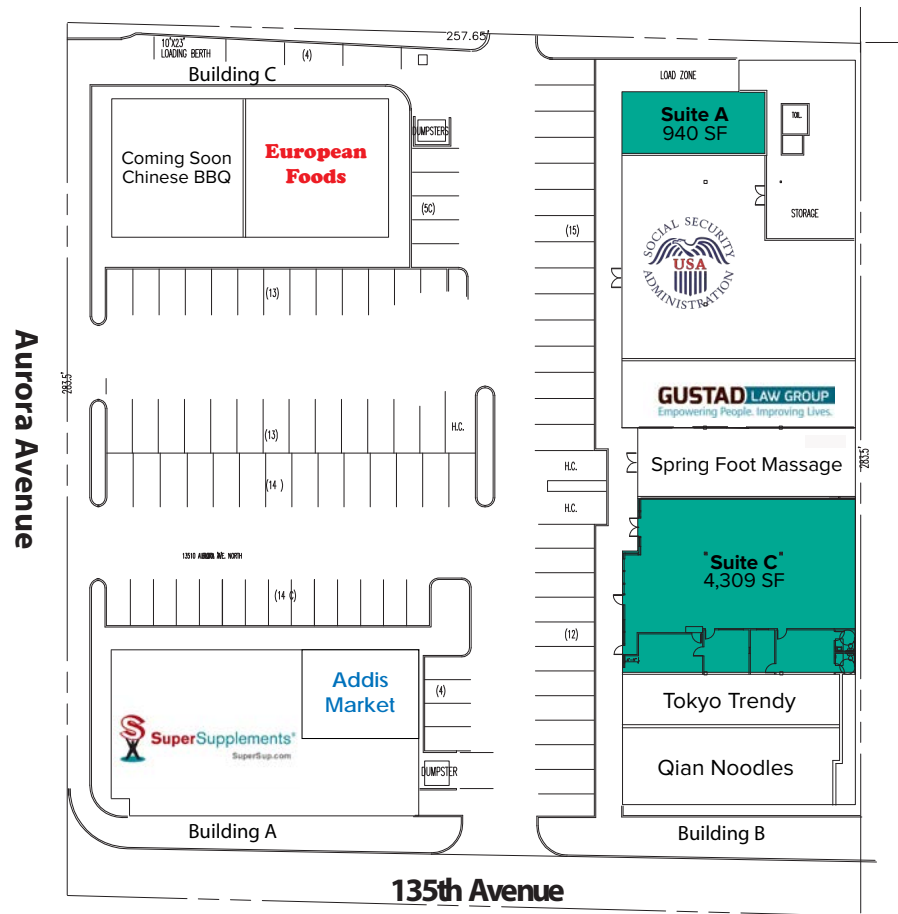 257.65'
10'X23'
LOADING BERTH
(4)
Building C
LOAD ZONE
Suite A
940 SF
TOIL.
DUMPSTERS
Coming Soon
Chinese BBQ
European
Foods
(5C)
(15)
STORAGE
SOCIAL SECURITY
USA
ADMINISTRATION
(13)
Aurora Avenue
283.5'
GUSTAD LAW GROUP
Empowering People. Improving Lives.
(13)
H.C.
283.5'
Spring Foot Massage
H.C.
(14 )
H.C.
13510 AURORA AVE. NORTH
Suite C
4,309 SF
(14 C)
(12)
Addis
Market
(4)
Tokyo Trendy
SuperSupplements®
SuperSup.com
DUMPSTER
Qian Noodles
Building A
Building B
135th Avenue